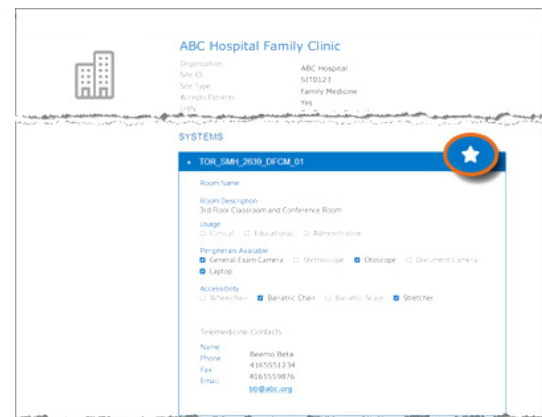 ABC Hospital Family Clinic
Organization ABC Hospital
Site ID SIT0123
Site Type Family Medicine
Accepts Patients Yes
LHIN
SYSTEMS
TOR_SMH_2639_DFCM_01
Room Name
Room Description
3rd Floor Classroom and Conference Room
Usage
Clinical Educational Administrative
Peripherals Available
General Exam Camera Stethoscope Otoscope Document Camera
Laptop
Accessibility
Wheelchair Bariatric Chair Bariatric Scale Stretcher
Telemedicine Contacts
Name Beemo Beta
Phone 4165551234
Fax 4165559876
Email bb@abc.org